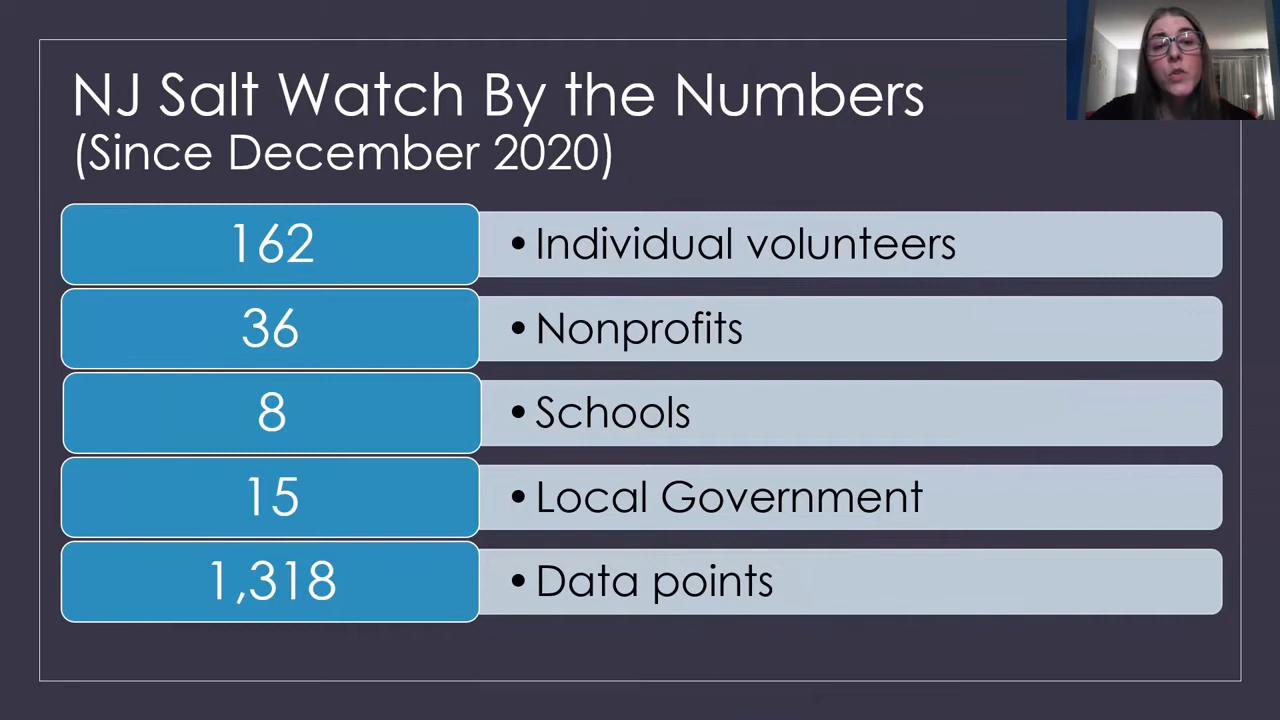 NJ Salt Watch By the Numbers
(Since December 2020)
162
• Individual volunteers
36
• Nonprofits
8
• Schools
15
• Local Government
1,318
• Data points